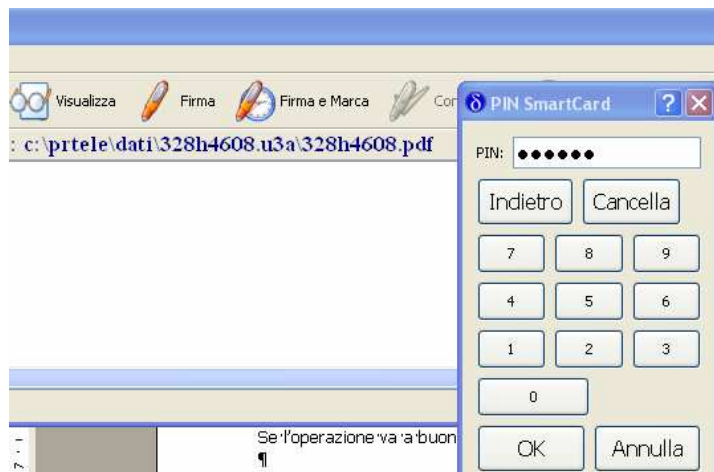 Visualizza Firma Firma e Marca
: c:\prtele\dati\328h4608.u3a\328h4608.pdf
PIN SmartCard
PIN: ●●●●●●
Indietro Cancella
7 8 9
4 5 6
1 2 3
0
OK Annulla
Se·l'operazione·va·a·buon
¶